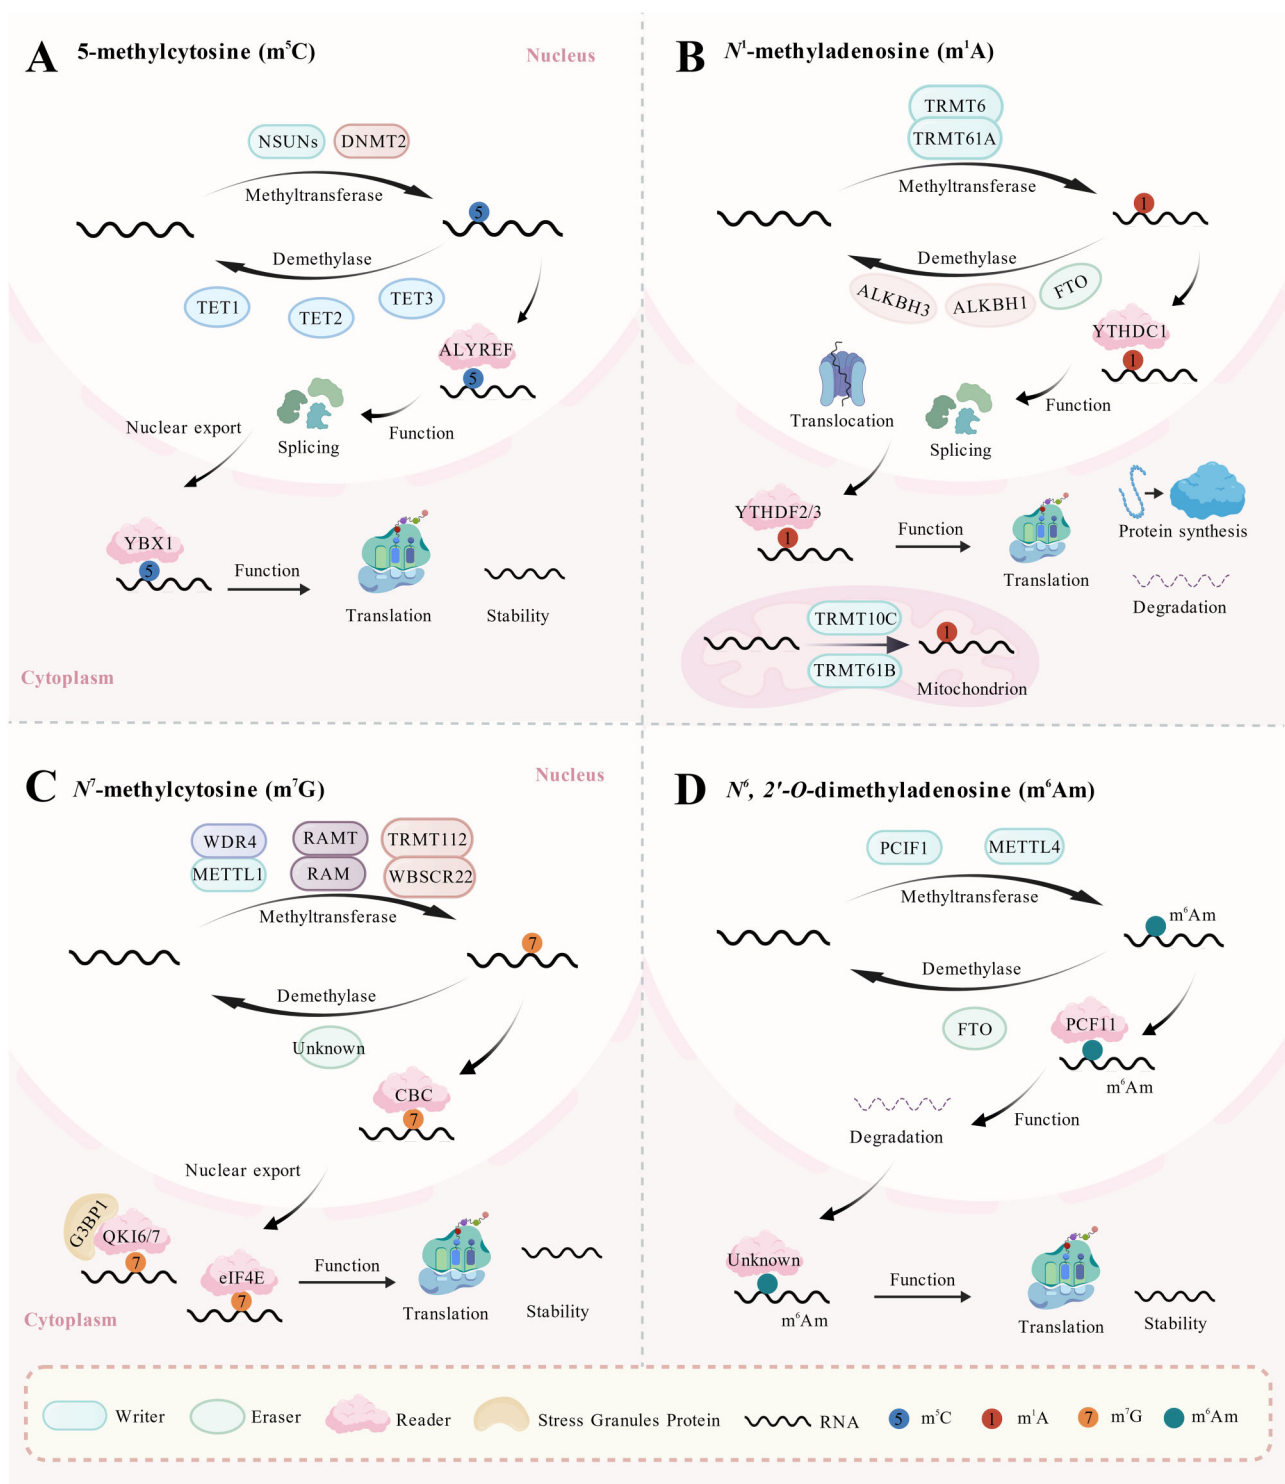 A 5-methylcytosine (m⁵C)
Nucleus
NSUNs
DNMT2
Methyltransferase
5
Demethylase
TET1
TET2
TET3
ALYREF
5
Function
Splicing
Nuclear export
YBX1
5
Function
Translation
Stability
Cytoplasm
B N¹-methyladenosine (m¹A)
TRMT6
TRMT61A
Methyltransferase
1
Demethylase
ALKBH3
ALKBH1
FTO
YTHDC1
1
Function
Translocation
Splicing
YTHDF2/3
1
Function
Translation
Protein synthesis
Degradation
TRMT10C
1
TRMT61B
Mitochondrion
C N⁷-methylcytosine (m⁷G)
Nucleus
WDR4
METTL1
RAMT
RAM
TRMT112
WBSCR22
Methyltransferase
7
Demethylase
Unknown
CBC
7
Nuclear export
G3BP1
QKI6/7
7
eIF4E
7
Function
Translation
Stability
Cytoplasm
D N⁶, 2'-O-dimethyladenosine (m⁶Am)
PCIF1
METTL4
Methyltransferase
m⁶Am
Demethylase
FTO
PCF11
m⁶Am
Function
Degradation
Unknown
m⁶Am
Function
Translation
Stability
Writer
Eraser
Reader
Stress Granules Protein
RNA
5 m⁵C
1 m¹A
7 m⁷G
m⁶Am